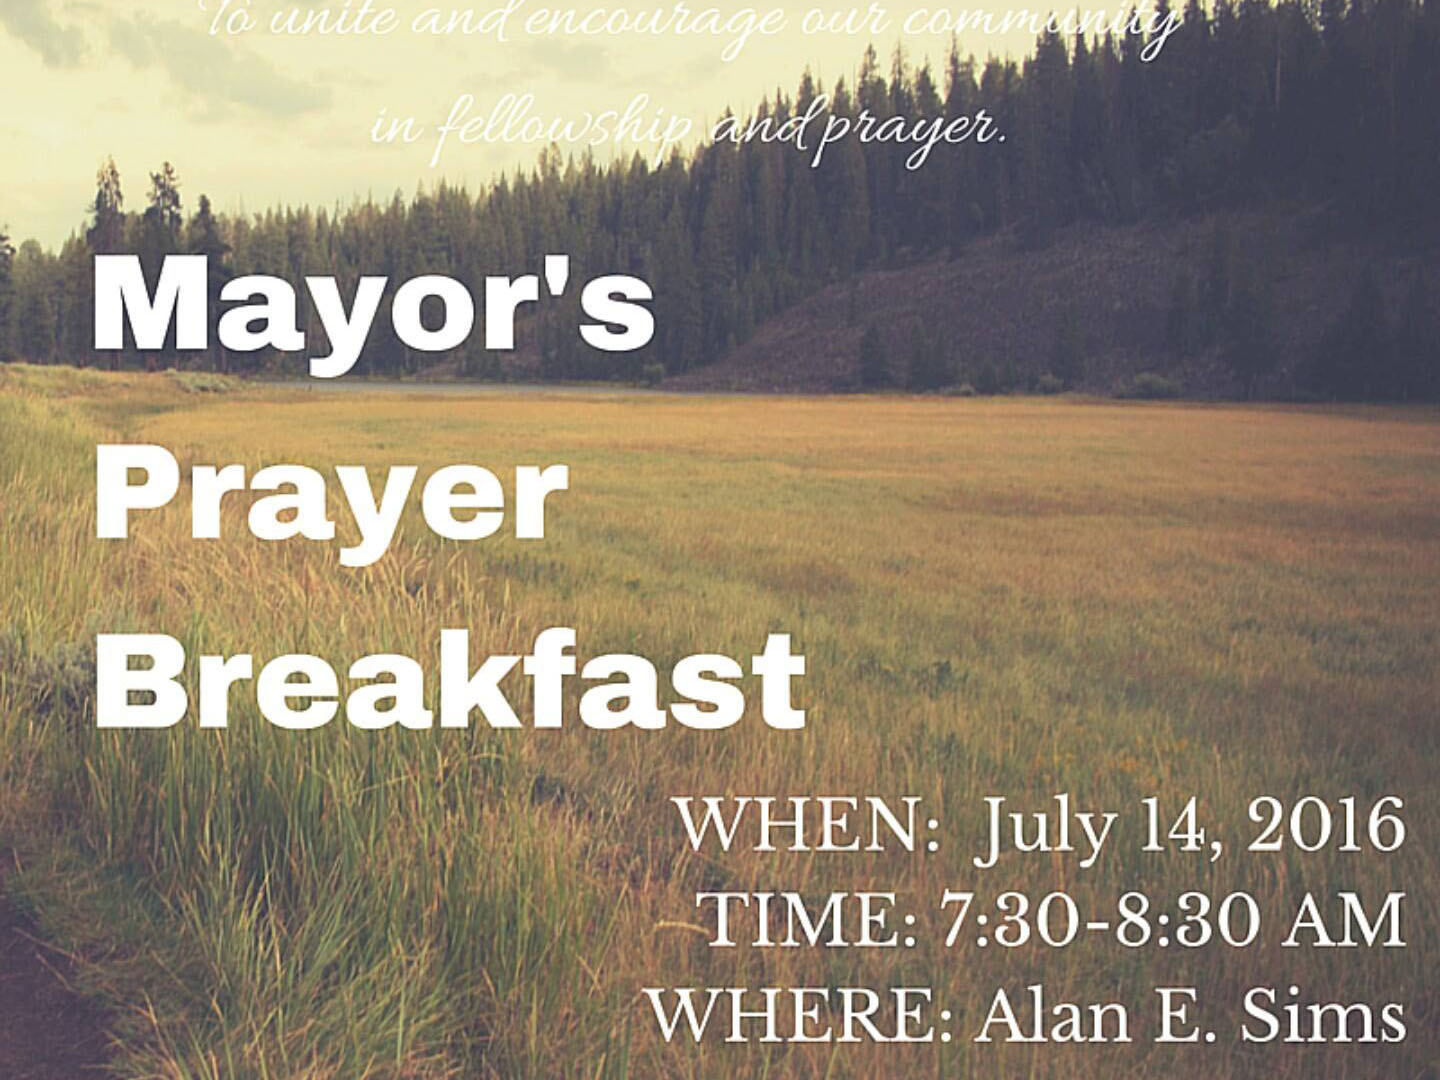 To unite and encourage our community
in fellowship and prayer.
Mayor's
Prayer
Breakfast
WHEN: July 14, 2016
TIME: 7:30-8:30 AM
WHERE: Alan E. Sims